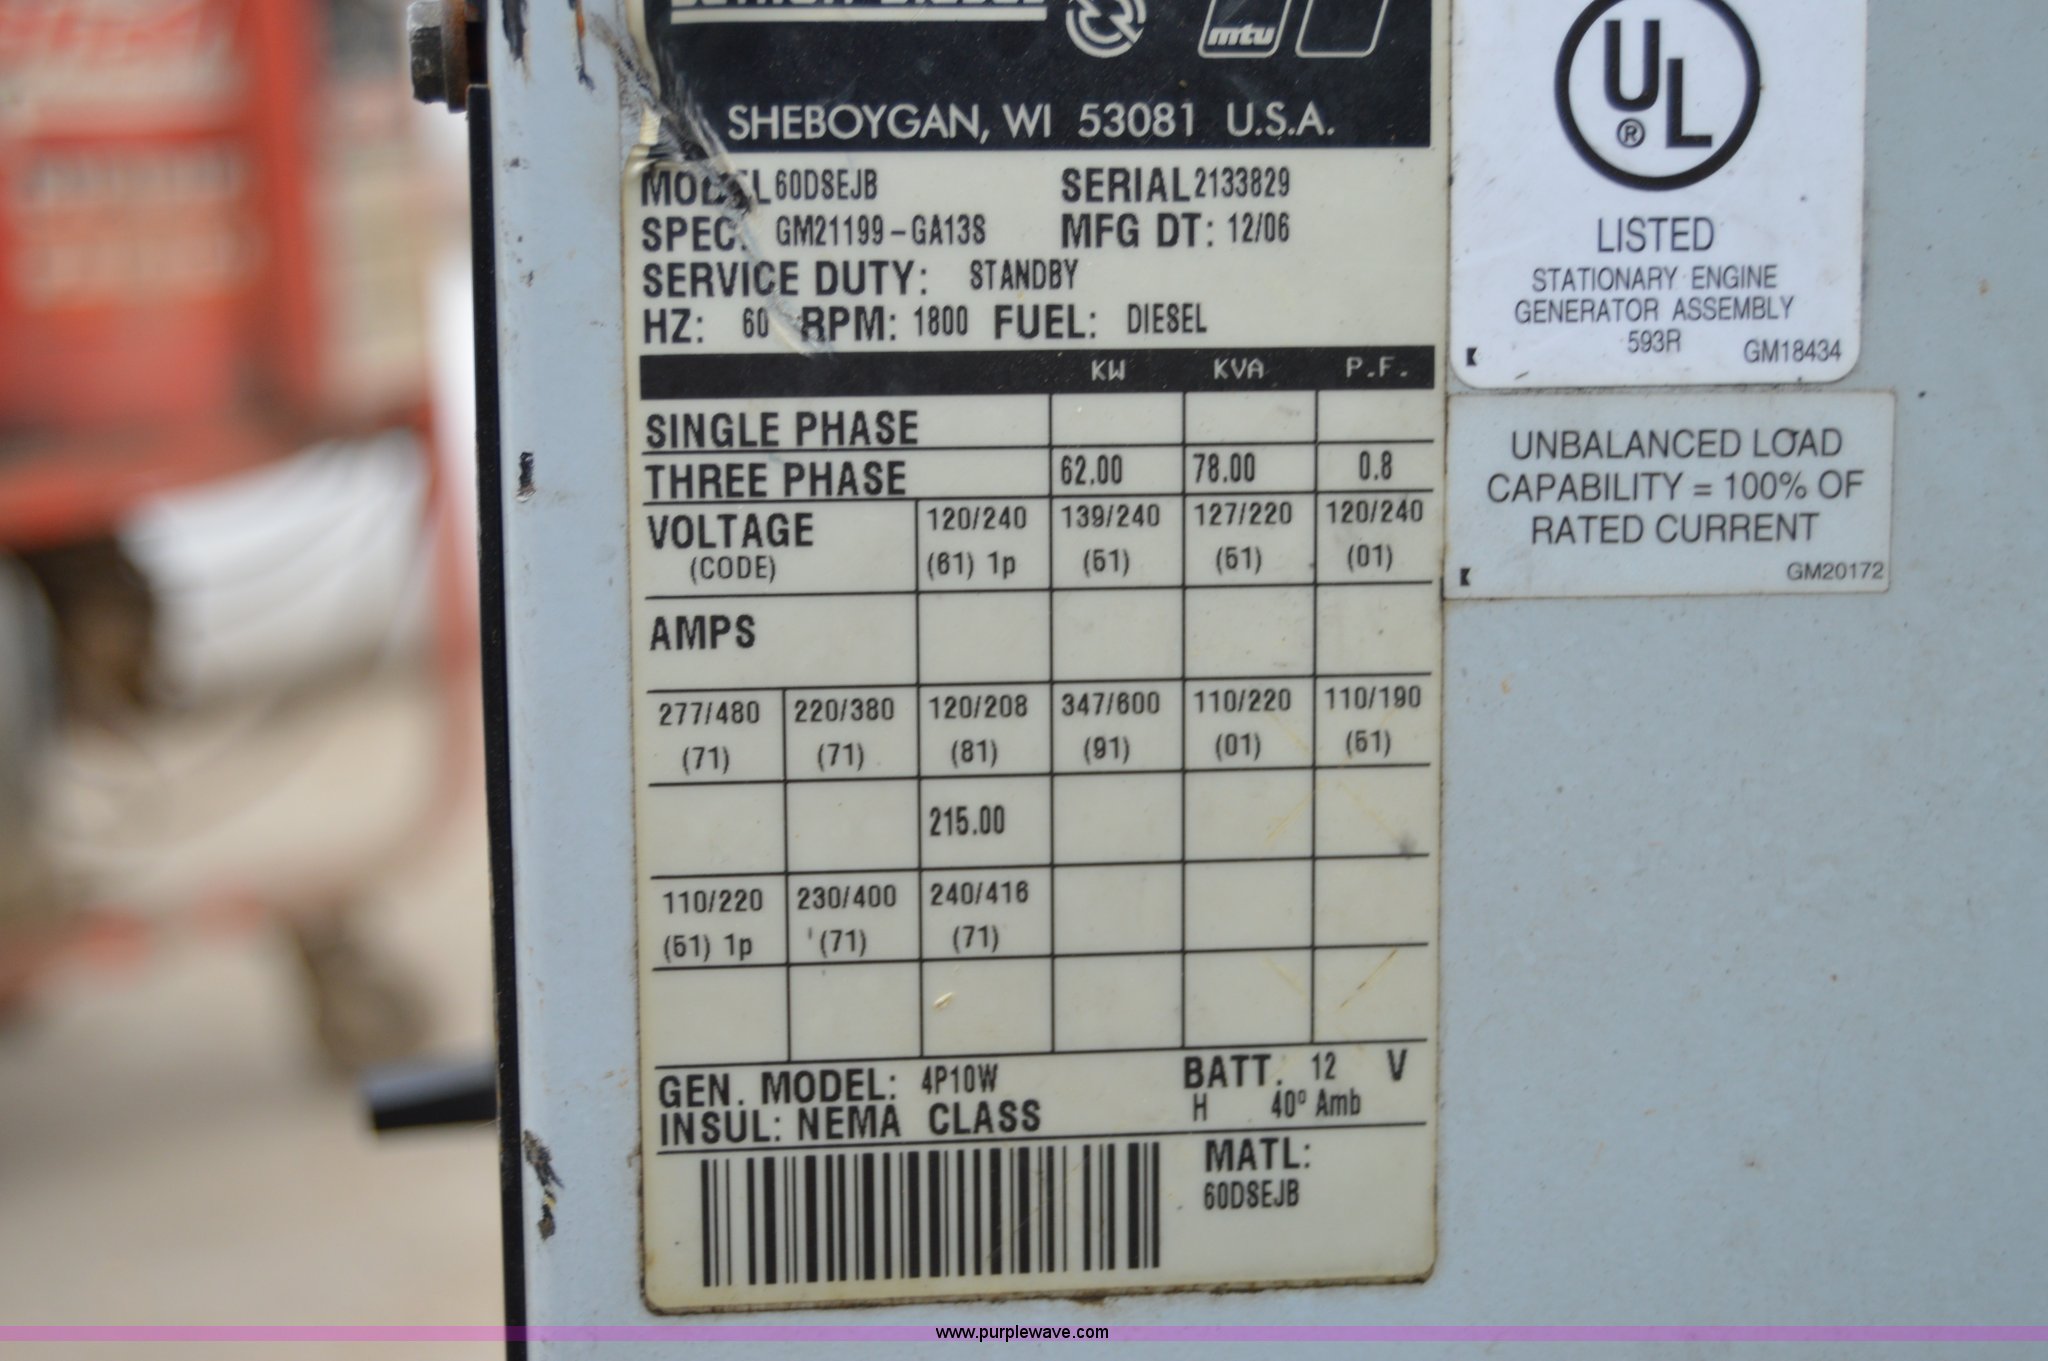 mtu
SHEBOYGAN, WI 53081 U.S.A.
MODEL 60DSEJB SERIAL 2133829
SPEC: GM21199-GA13S MFG DT: 12/06
SERVICE DUTY: STANDBY
HZ: 60 RPM: 1800 FUEL: DIESEL
KW KVA P.F.
SINGLE PHASE
THREE PHASE 62.00 78.00 0.8
VOLTAGE 120/240 139/240 127/220 120/240
(CODE) (61) 1p (51) (51) (01)
AMPS
277/480 220/380 120/208 347/600 110/220 110/190
(71) (71) (81) (91) (01) (51)
215.00
110/220 230/400 240/416
(51) 1p (71) (71)
GEN. MODEL: 4P10W BATT. 12 V
INSUL: NEMA CLASS H 40° Amb
MATL:
60DSEJB
UL
®
LISTED
STATIONARY ENGINE
GENERATOR ASSEMBLY
593R GM18434
UNBALANCED LOAD
CAPABILITY = 100% OF
RATED CURRENT
GM20172
www.purplewave.com